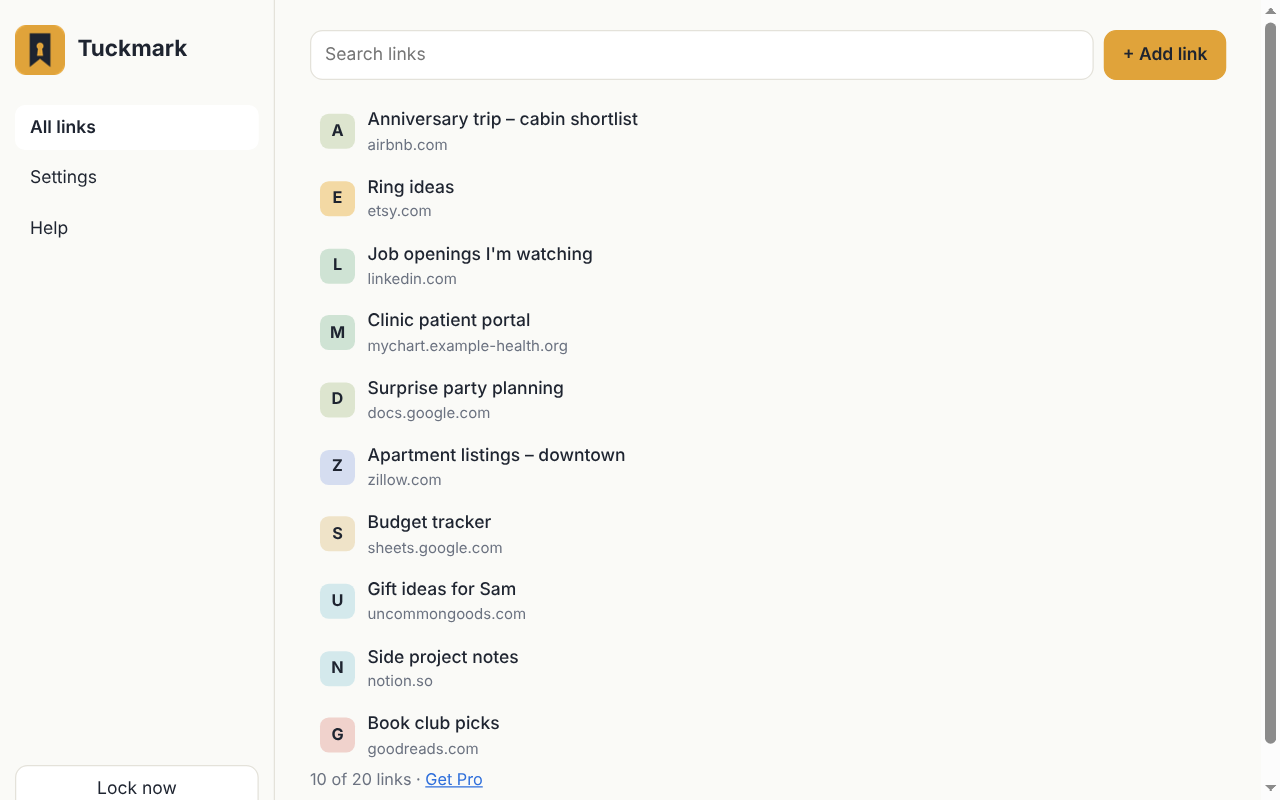 Tuckmark
All links
Settings
Help
Lock now
Search links
+ Add link
A
Anniversary trip – cabin shortlist
airbnb.com
E
Ring ideas
etsy.com
L
Job openings I'm watching
linkedin.com
M
Clinic patient portal
mychart.example-health.org
D
Surprise party planning
docs.google.com
Z
Apartment listings – downtown
zillow.com
S
Budget tracker
sheets.google.com
U
Gift ideas for Sam
uncommongoods.com
N
Side project notes
notion.so
G
Book club picks
goodreads.com
10 of 20 links · Get Pro